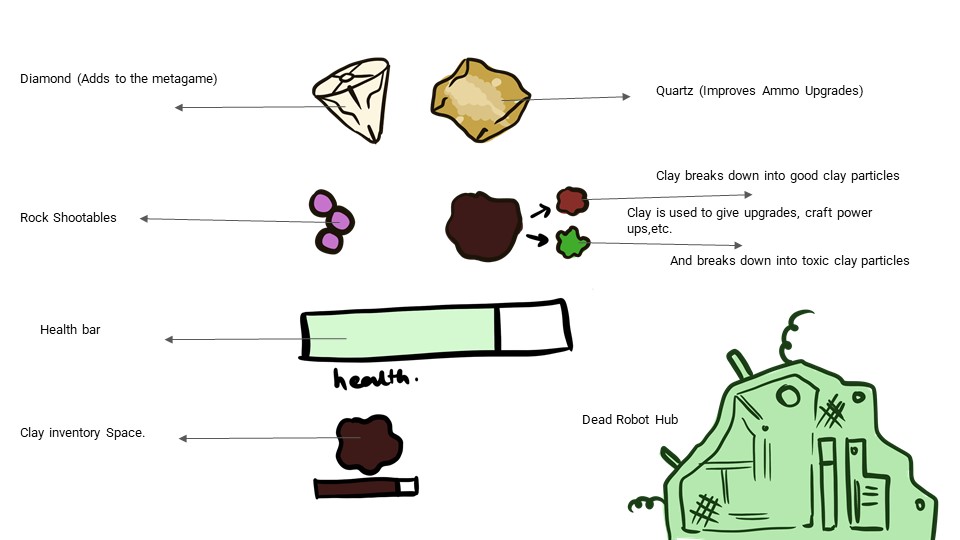 Diamond (Adds to the metagame)
Quartz (Improves Ammo Upgrades)
Clay breaks down into good clay particles
Rock Shootables
Clay is used to give upgrades, craft power
ups,etc.
And breaks down into toxic clay particles
Health bar
health.
Dead Robot Hub
Clay inventory Space.